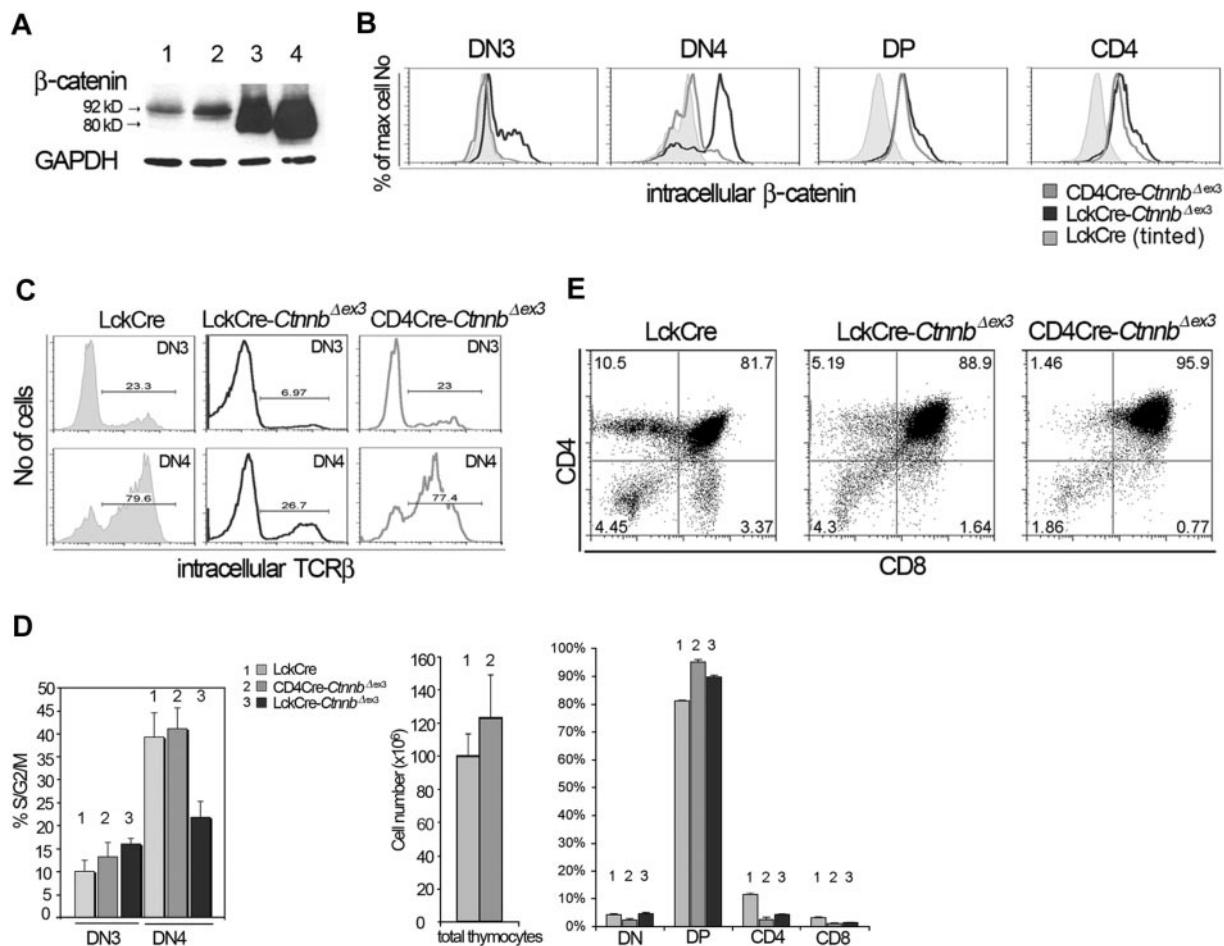 A
1 2 3 4
β-catenin
92 kD →
80 kD →
GAPDH
B
DN3 DN4 DP CD4
% of max cell No
intracellular β-catenin
CD4Cre-Ctnnb Δex3
LckCre-Ctnnb Δex3
LckCre (tinted)
C
LckCre LckCre-Ctnnb Δex3 CD4Cre-Ctnnb Δex3
No of cells
DN3 DN3 DN3
23.3 6.97 23
DN4 DN4 DN4
79.6 26.7 77.4
intracellular TCRβ
E
LckCre LckCre-Ctnnb Δex3 CD4Cre-Ctnnb Δex3
10.5 81.7 5.19 88.9 1.46 95.9
CD4
4.45 3.37 4.3 1.64 1.86 0.77
CD8
D
1 LckCre
2 CD4Cre-Ctnnb Δex3
3 LckCre-Ctnnb Δex3
% S/G2/M
50
45
40
35
30
25
20
15
10
5
0
1 2 3 1 2 3
DN3 DN4
Cell number (x10⁶)
160
140
120
100
80
60
40
20
0
1 2
total thymocytes
100%
90%
80%
70%
60%
50%
40%
30%
20%
10%
0%
1 2 3 1 2 3 1 2 3 1 2 3
DN DP CD4 CD8